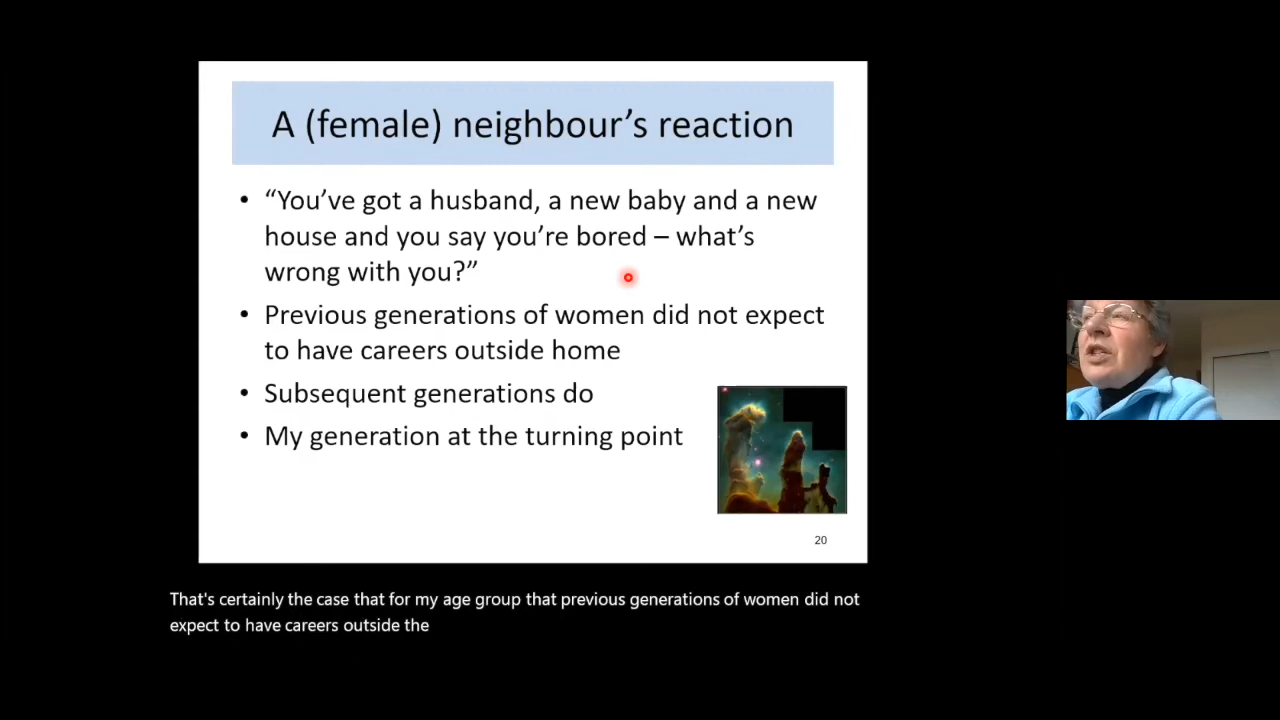 A (female) neighbour’s reaction
• “You’ve got a husband, a new baby and a new
house and you say you’re bored – what’s
wrong with you?”
• Previous generations of women did not expect
to have careers outside home
• Subsequent generations do
• My generation at the turning point
20
That's certainly the case that for my age group that previous generations of women did not
expect to have careers outside the